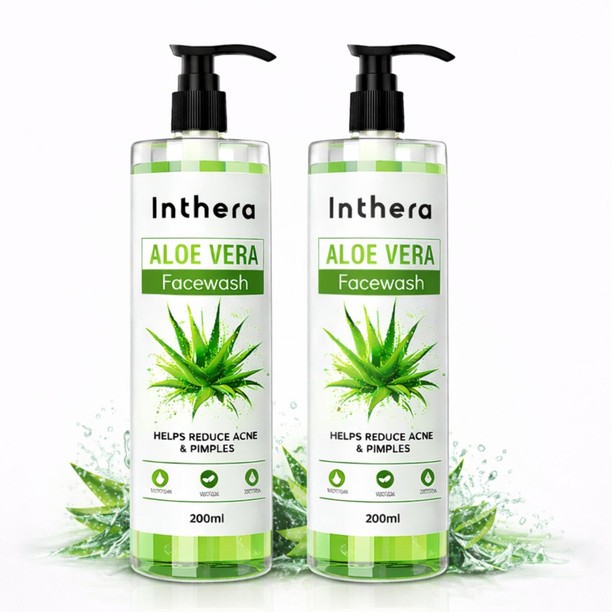 Inthera
ALOE VERA
Facewash
HELPS REDUCE ACNE
& PIMPLES
200ml
Inthera
ALOE VERA
Facewash
HELPS REDUCE ACNE
& PIMPLES
200ml